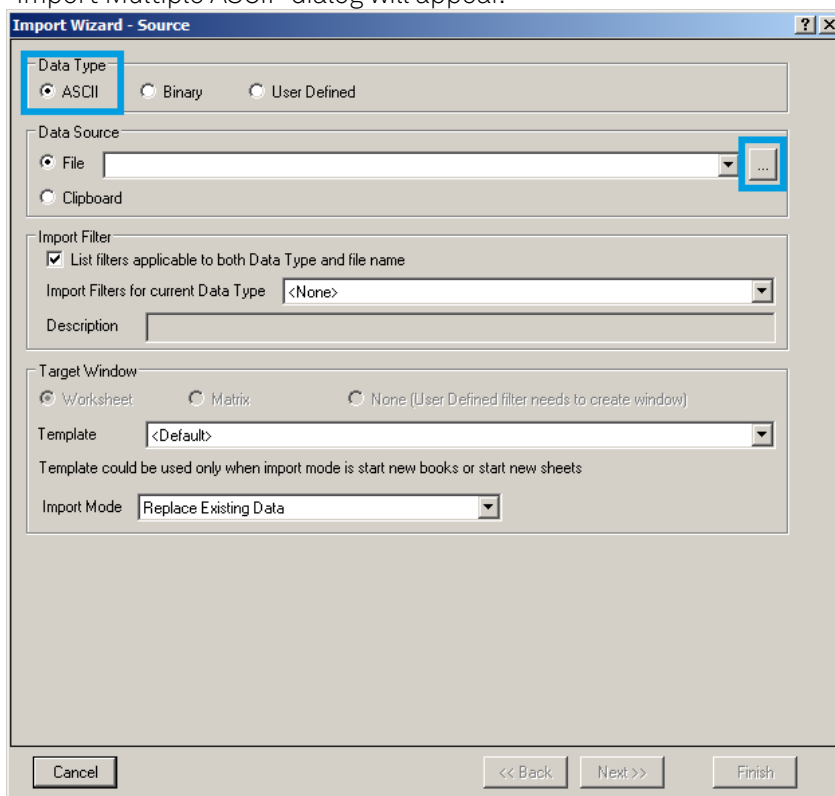 "Import Multiple ASCII" dialog will appear.
Import Wizard - Source
Data Type
ASCII Binary User Defined
Data Source
File ...
Clipboard
Import Filter
List filters applicable to both Data Type and file name
Import Filters for current Data Type <None>
Description
Target Window
Worksheet Matrix None (User Defined filter needs to create window)
Template <Default>
Template could be used only when import mode is start new books or start new sheets
Import Mode Replace Existing Data
Cancel << Back Next >> Finish